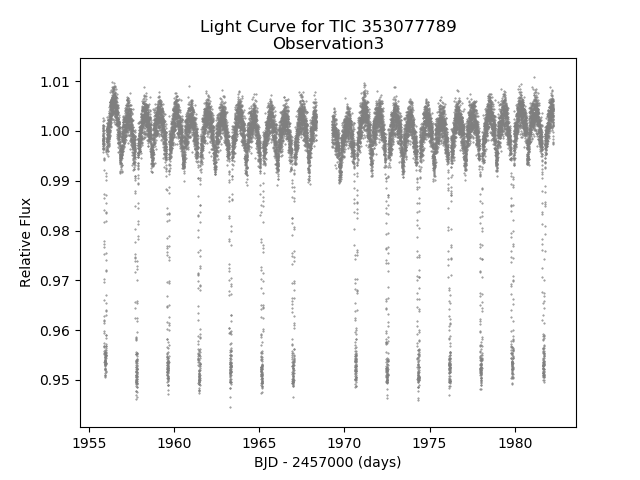 Light Curve for TIC 353077789
Observation3
1.01
1.00
0.99
0.98
0.97
0.96
0.95
Relative Flux
1955 1960 1965 1970 1975 1980
BJD - 2457000 (days)